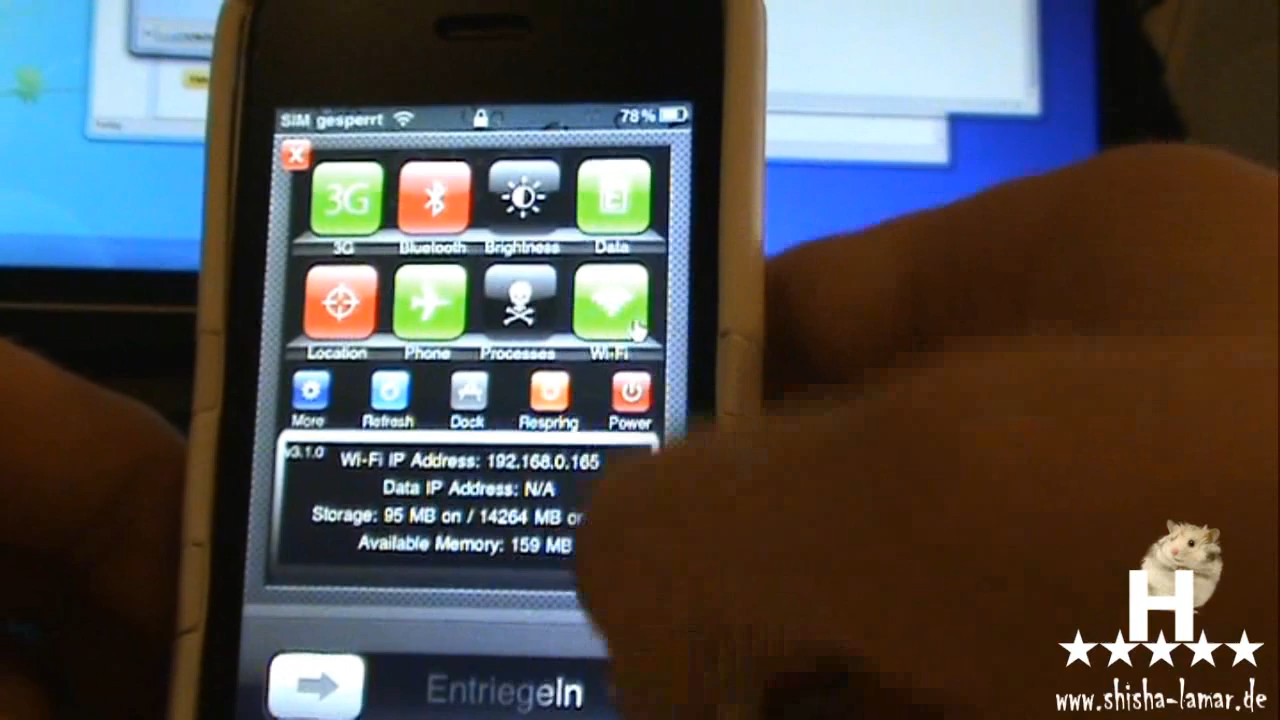 SIM gesperrt 78%
3G
3G Bluetooth Brightness Data
Location Phone Processes Wi-Fi
More Refresh Dock Respring Power
v3.1.0
Wi-Fi IP Address: 192.168.0.165
Data IP Address: N/A
Storage: 95 MB on / 14264 MB
Available Memory: 159 MB
Entriegeln
H
www.shisha-lamar.de